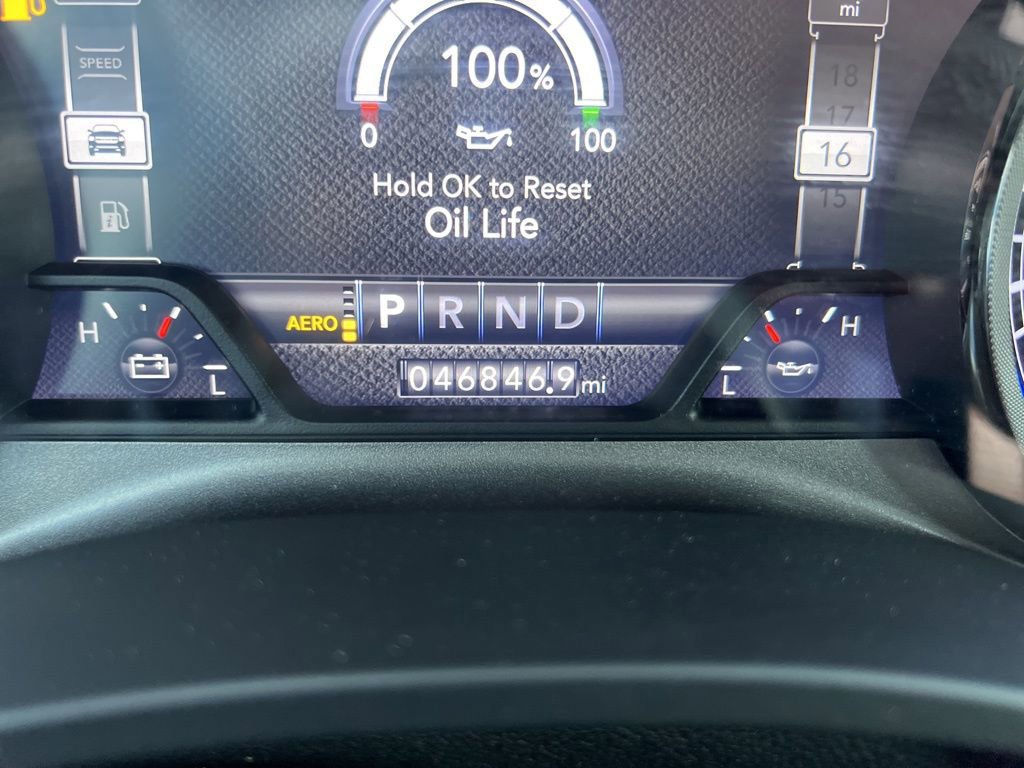 mi
SPEED
100%
18
17
0
100
16
Hold OK to Reset
15
Oil Life
AERO
P R N D
H
H
046846.9 mi
L
L